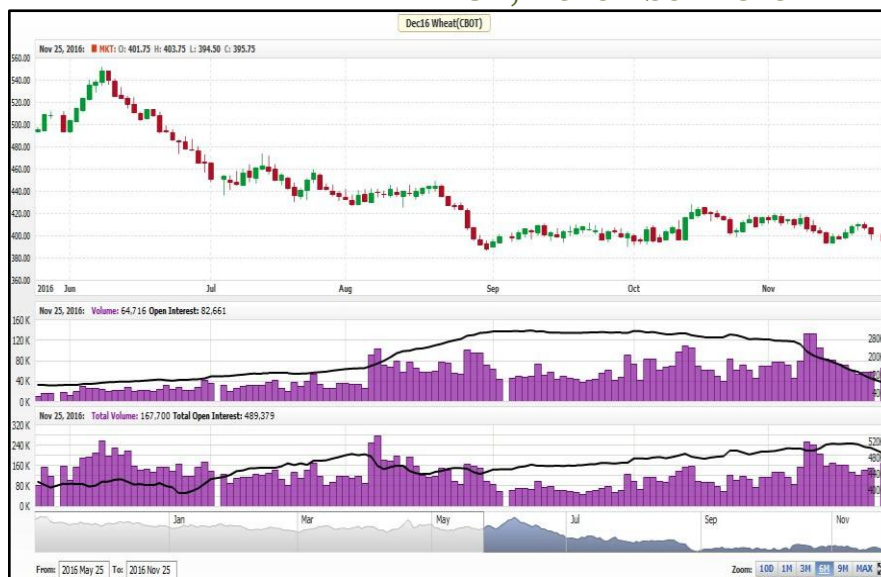 Dec16 Wheat(CBOT)
Nov 25, 2016: MKT: O: 401.75 H: 403.75 L: 394.50 C: 395.75
560.00
540.00
520.00
500.00
480.00
460.00
440.00
420.00
400.00
380.00
360.00
2016 Jun Jul Aug Sep Oct Nov
Nov 25, 2016: Volume: 64,716 Open Interest: 82,661
160 K
120 K
80 K
40 K
0 K
2800
2000
Nov 25, 2016: Total Volume: 167,700 Total Open Interest: 489,379
320 K
240 K
160 K
80 K
0 K
Jan Mar May Jul Sep Nov
From: 2016 May 25 To: 2016 Nov 25 Zoom: 10D 1M 3M 6M 9M MAX